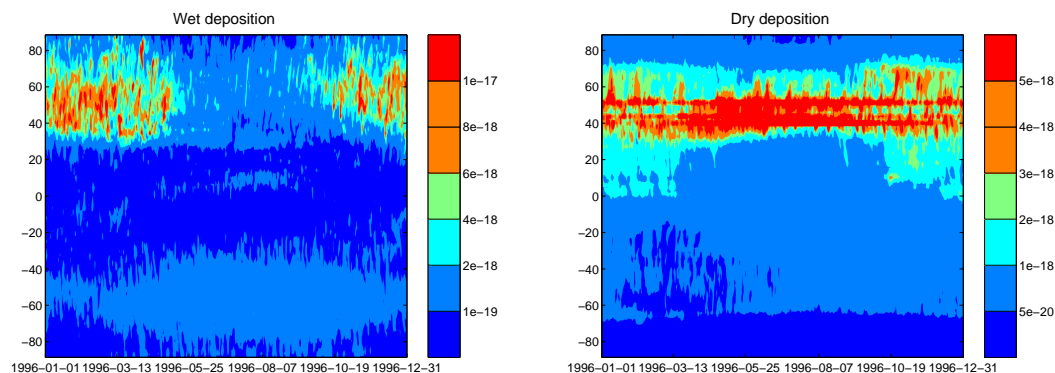 Wet deposition
80
60
40
20
0
−20
−40
−60
−80
1996−01−01 1996−03−13 1996−05−25 1996−08−07 1996−10−19 1996−12−31
1e−17
8e−18
6e−18
4e−18
2e−18
1e−19
Dry deposition
80
60
40
20
0
−20
−40
−60
−80
1996−01−01 1996−03−13 1996−05−25 1996−08−07 1996−10−19 1996−12−31
5e−18
4e−18
3e−18
2e−18
1e−18
5e−20